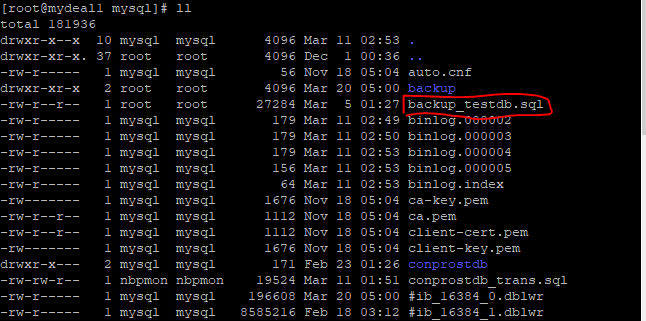 [root@mydeal1 mysql]# ll
total 181936
drwxr-x--x  10 mysql  mysql       4096 Mar 11 02:53 .
drwxr-xr-x. 37 root   root        4096 Dec  1 00:36 ..
-rw-r-----   1 mysql  mysql         56 Nov 18 05:04 auto.cnf
drwxr-xr-x   2 root   root        4096 Mar 20 05:00 backup
-rw-r--r--   1 root   root       27284 Mar  5 01:27 backup_testdb.sql
-rw-r-----   1 mysql  mysql        179 Mar 11 02:49 binlog.000002
-rw-r-----   1 mysql  mysql        179 Mar 11 02:50 binlog.000003
-rw-r-----   1 mysql  mysql        179 Mar 11 02:53 binlog.000004
-rw-r-----   1 mysql  mysql        156 Mar 11 02:53 binlog.000005
-rw-r-----   1 mysql  mysql         64 Mar 11 02:53 binlog.index
-rw-------   1 mysql  mysql       1676 Nov 18 05:04 ca-key.pem
-rw-r--r--   1 mysql  mysql       1112 Nov 18 05:04 ca.pem
-rw-r--r--   1 mysql  mysql       1112 Nov 18 05:04 client-cert.pem
-rw-------   1 mysql  mysql       1676 Nov 18 05:04 client-key.pem
drwxr-x---   2 mysql  mysql        171 Feb 23 01:26 conprostdb
-rw-rw-r--   1 nbpmon nbpmon     19524 Mar 11 01:51 conprostdb_trans.sql
-rw-r-----   1 mysql  mysql     196608 Mar 20 05:00 #ib_16384_0.dblwr
-rw-r-----   1 mysql  mysql    8585216 Feb 18 03:12 #ib_16384_1.dblwr